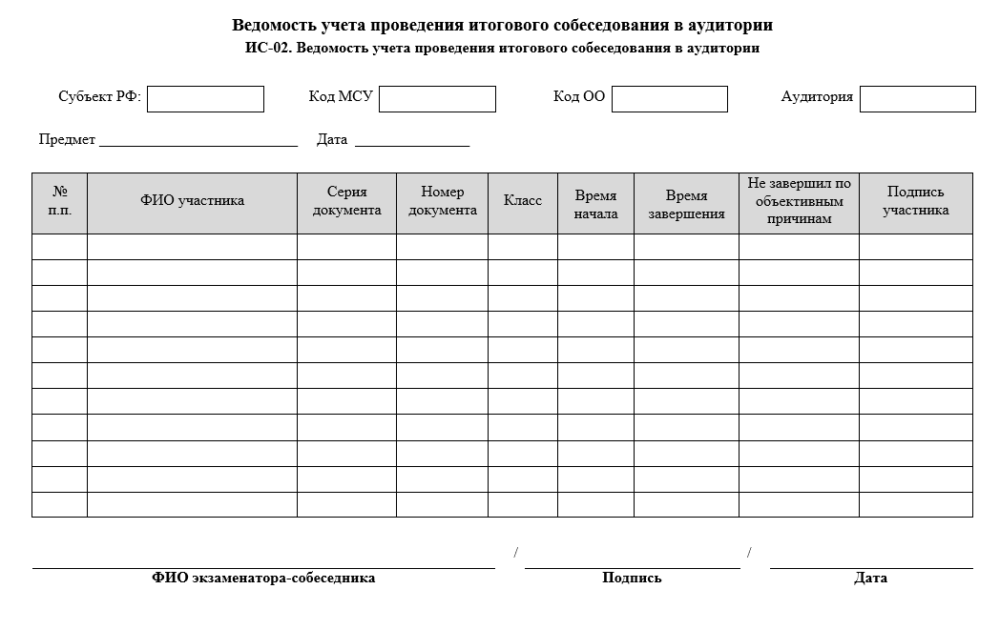 Ведомость учета проведения итогового собеседования в аудитории
ИС-02. Ведомость учета проведения итогового собеседования в аудитории
Субъект РФ: Код МСУ Код ОО Аудитория
Предмет Дата
№ п.п. ФИО участника Серия документа Номер документа Класс Время начала Время завершения Не завершил по объективным причинам Подпись участника
/ /
ФИО экзаменатора-собеседника Подпись Дата